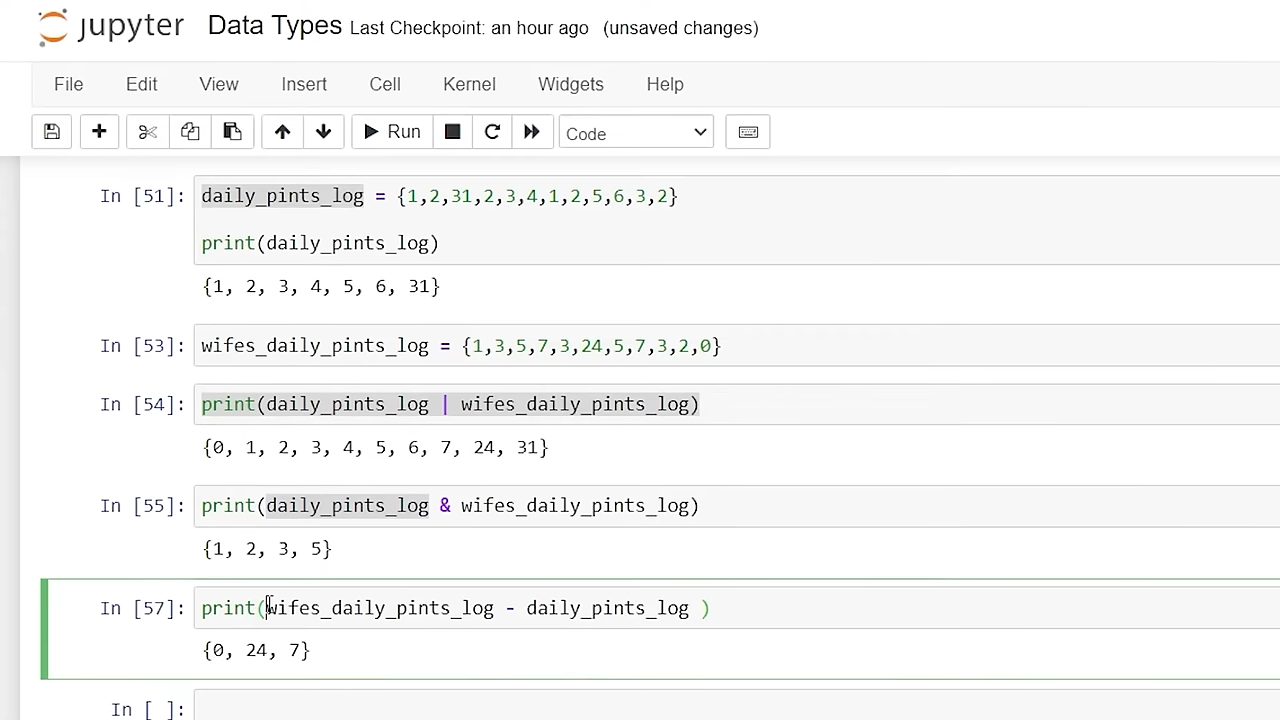 jupyter Data Types Last Checkpoint: an hour ago (unsaved changes)
File Edit View Insert Cell Kernel Widgets Help
Run Code
In [51]: daily_pints_log = {1,2,31,2,3,4,1,2,5,6,3,2}
print(daily_pints_log)
{1, 2, 3, 4, 5, 6, 31}
In [53]: wifes_daily_pints_log = {1,3,5,7,3,24,5,7,3,2,0}
In [54]: print(daily_pints_log | wifes_daily_pints_log)
{0, 1, 2, 3, 4, 5, 6, 7, 24, 31}
In [55]: print(daily_pints_log & wifes_daily_pints_log)
{1, 2, 3, 5}
In [57]: print(wifes_daily_pints_log - daily_pints_log )
{0, 24, 7}
In [ ]: